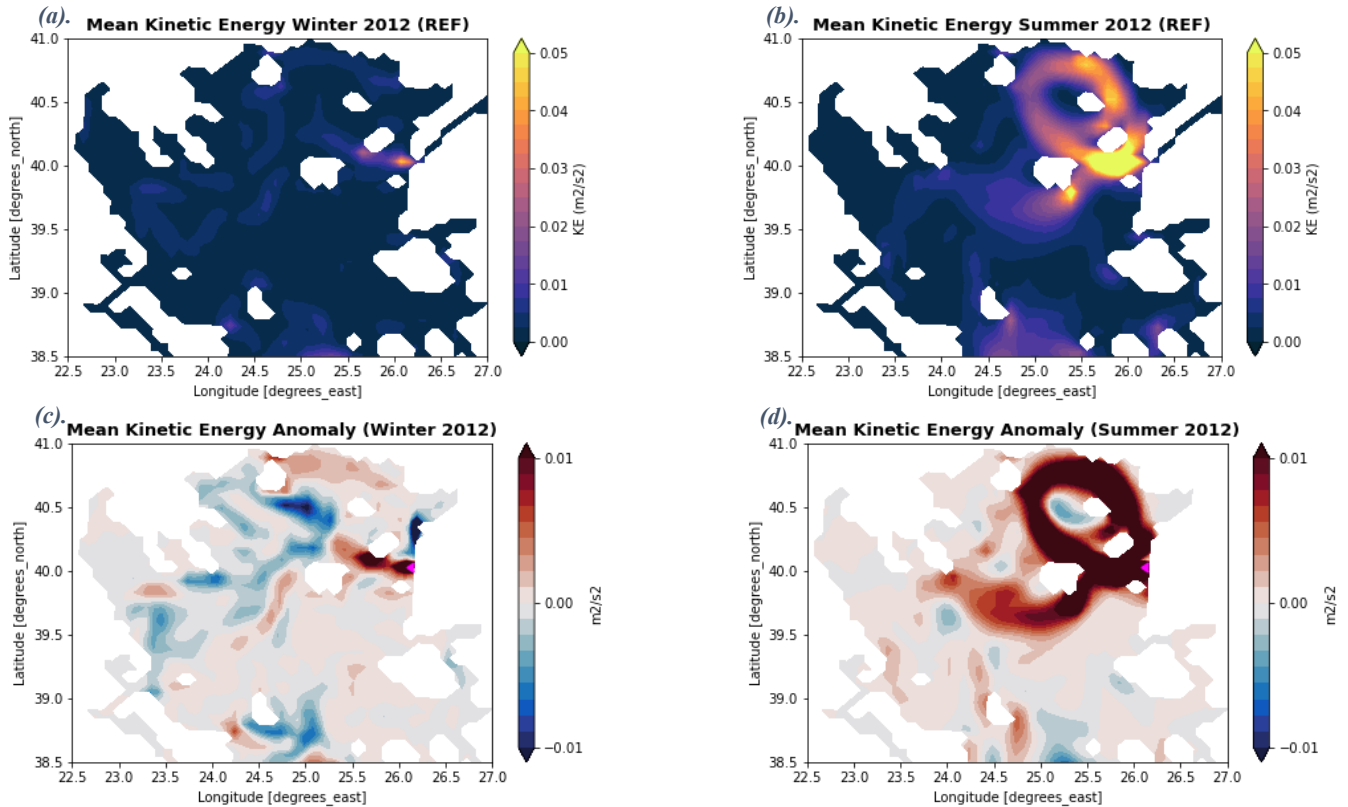 (a).
Mean Kinetic Energy Winter 2012 (REF)
41.0
40.5
40.0
39.5
39.0
38.5
Latitude [degrees_north]
22.5 23.0 23.5 24.0 24.5 25.0 25.5 26.0 26.5 27.0
Longitude [degrees_east]
0.05
0.04
0.03
0.02
0.01
0.00
KE (m2/s2)
(b).
Mean Kinetic Energy Summer 2012 (REF)
41.0
40.5
40.0
39.5
39.0
38.5
Latitude [degrees_north]
22.5 23.0 23.5 24.0 24.5 25.0 25.5 26.0 26.5 27.0
Longitude [degrees_east]
0.05
0.04
0.03
0.02
0.01
0.00
KE (m2/s2)
(c).
Mean Kinetic Energy Anomaly (Winter 2012)
41.0
40.5
40.0
39.5
39.0
38.5
Latitude [degrees_north]
22.5 23.0 23.5 24.0 24.5 25.0 25.5 26.0 26.5 27.0
Longitude [degrees_east]
0.01
0.00
−0.01
m2/s2
(d).
Mean Kinetic Energy Anomaly (Summer 2012)
41.0
40.5
40.0
39.5
39.0
38.5
Latitude [degrees_north]
22.5 23.0 23.5 24.0 24.5 25.0 25.5 26.0 26.5 27.0
Longitude [degrees_east]
0.01
0.00
−0.01
m2/s2